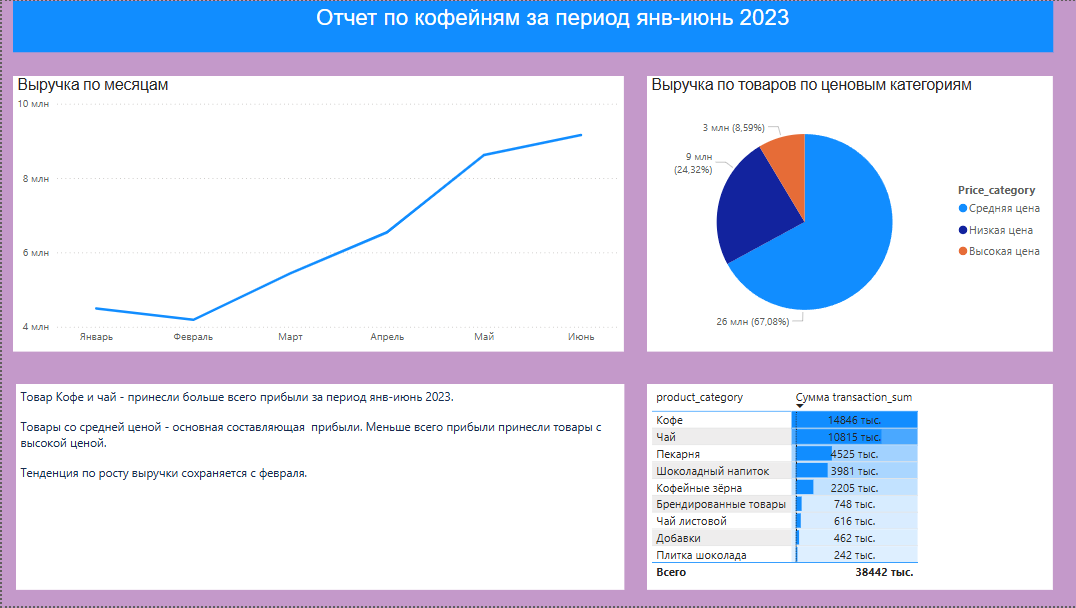 Отчет по кофейням за период янв-июнь 2023
Выручка по месяцам
10 млн
8 млн
6 млн
4 млн
Январь Февраль Март Апрель Май Июнь
Выручка по товаров по ценовым категориям
3 млн (8,59%)
9 млн
(24,32%)
26 млн (67,08%)
Price_category
Средняя цена
Низкая цена
Высокая цена
Товар Кофе и чай - принесли больше всего прибыли за период янв-июнь 2023.
Товары со средней ценой - основная составляющая прибыли. Меньше всего прибыли принесли товары с
высокой ценой.
Тенденция по росту выручки сохраняется с февраля.
product_category Сумма transaction_sum
Кофе 14846 тыс.
Чай 10815 тыс.
Пекарня 4525 тыс.
Шоколадный напиток 3981 тыс.
Кофейные зёрна 2205 тыс.
Брендированные товары 748 тыс.
Чай листовой 616 тыс.
Добавки 462 тыс.
Плитка шоколада 242 тыс.
Всего 38442 тыс.